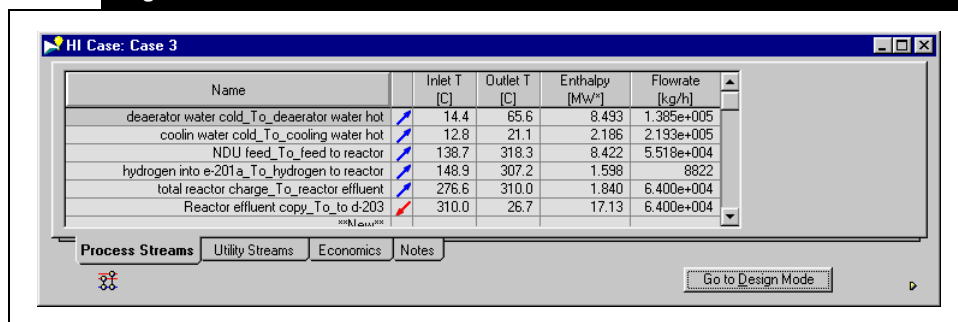 HI Case: Case 3
Name Inlet T [C] Outlet T [C] Enthalpy [MW*] Flowrate [kg/h]
deaerator water cold_To_deaerator water hot 14.4 65.6 8.493 1.385e+005
coolin water cold_To_cooling water hot 12.8 21.1 2.186 2.193e+005
NDU feed_To_feed to reactor 138.7 318.3 8.422 5.518e+004
hydrogen into e-201a_To_hydrogen to reactor 148.9 307.2 1.598 8822
total reactor charge_To_reactor effluent 276.6 310.0 1.840 6.400e+004
Reactor effluent copy_To_to d-203 310.0 26.7 17.13 6.400e+004
**New**
Process Streams Utility Streams Economics Notes
Go to Design Mode